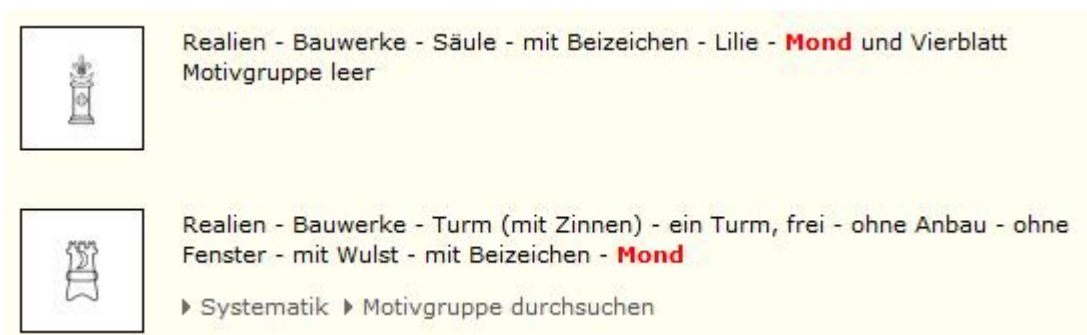 Realien - Bauwerke - Säule - mit Beizeichen - Lilie - Mond und Vierblatt
Motivgruppe leer
Realien - Bauwerke - Turm (mit Zinnen) - ein Turm, frei - ohne Anbau - ohne
Fenster - mit Wulst - mit Beizeichen - Mond
Systematik Motivgruppe durchsuchen